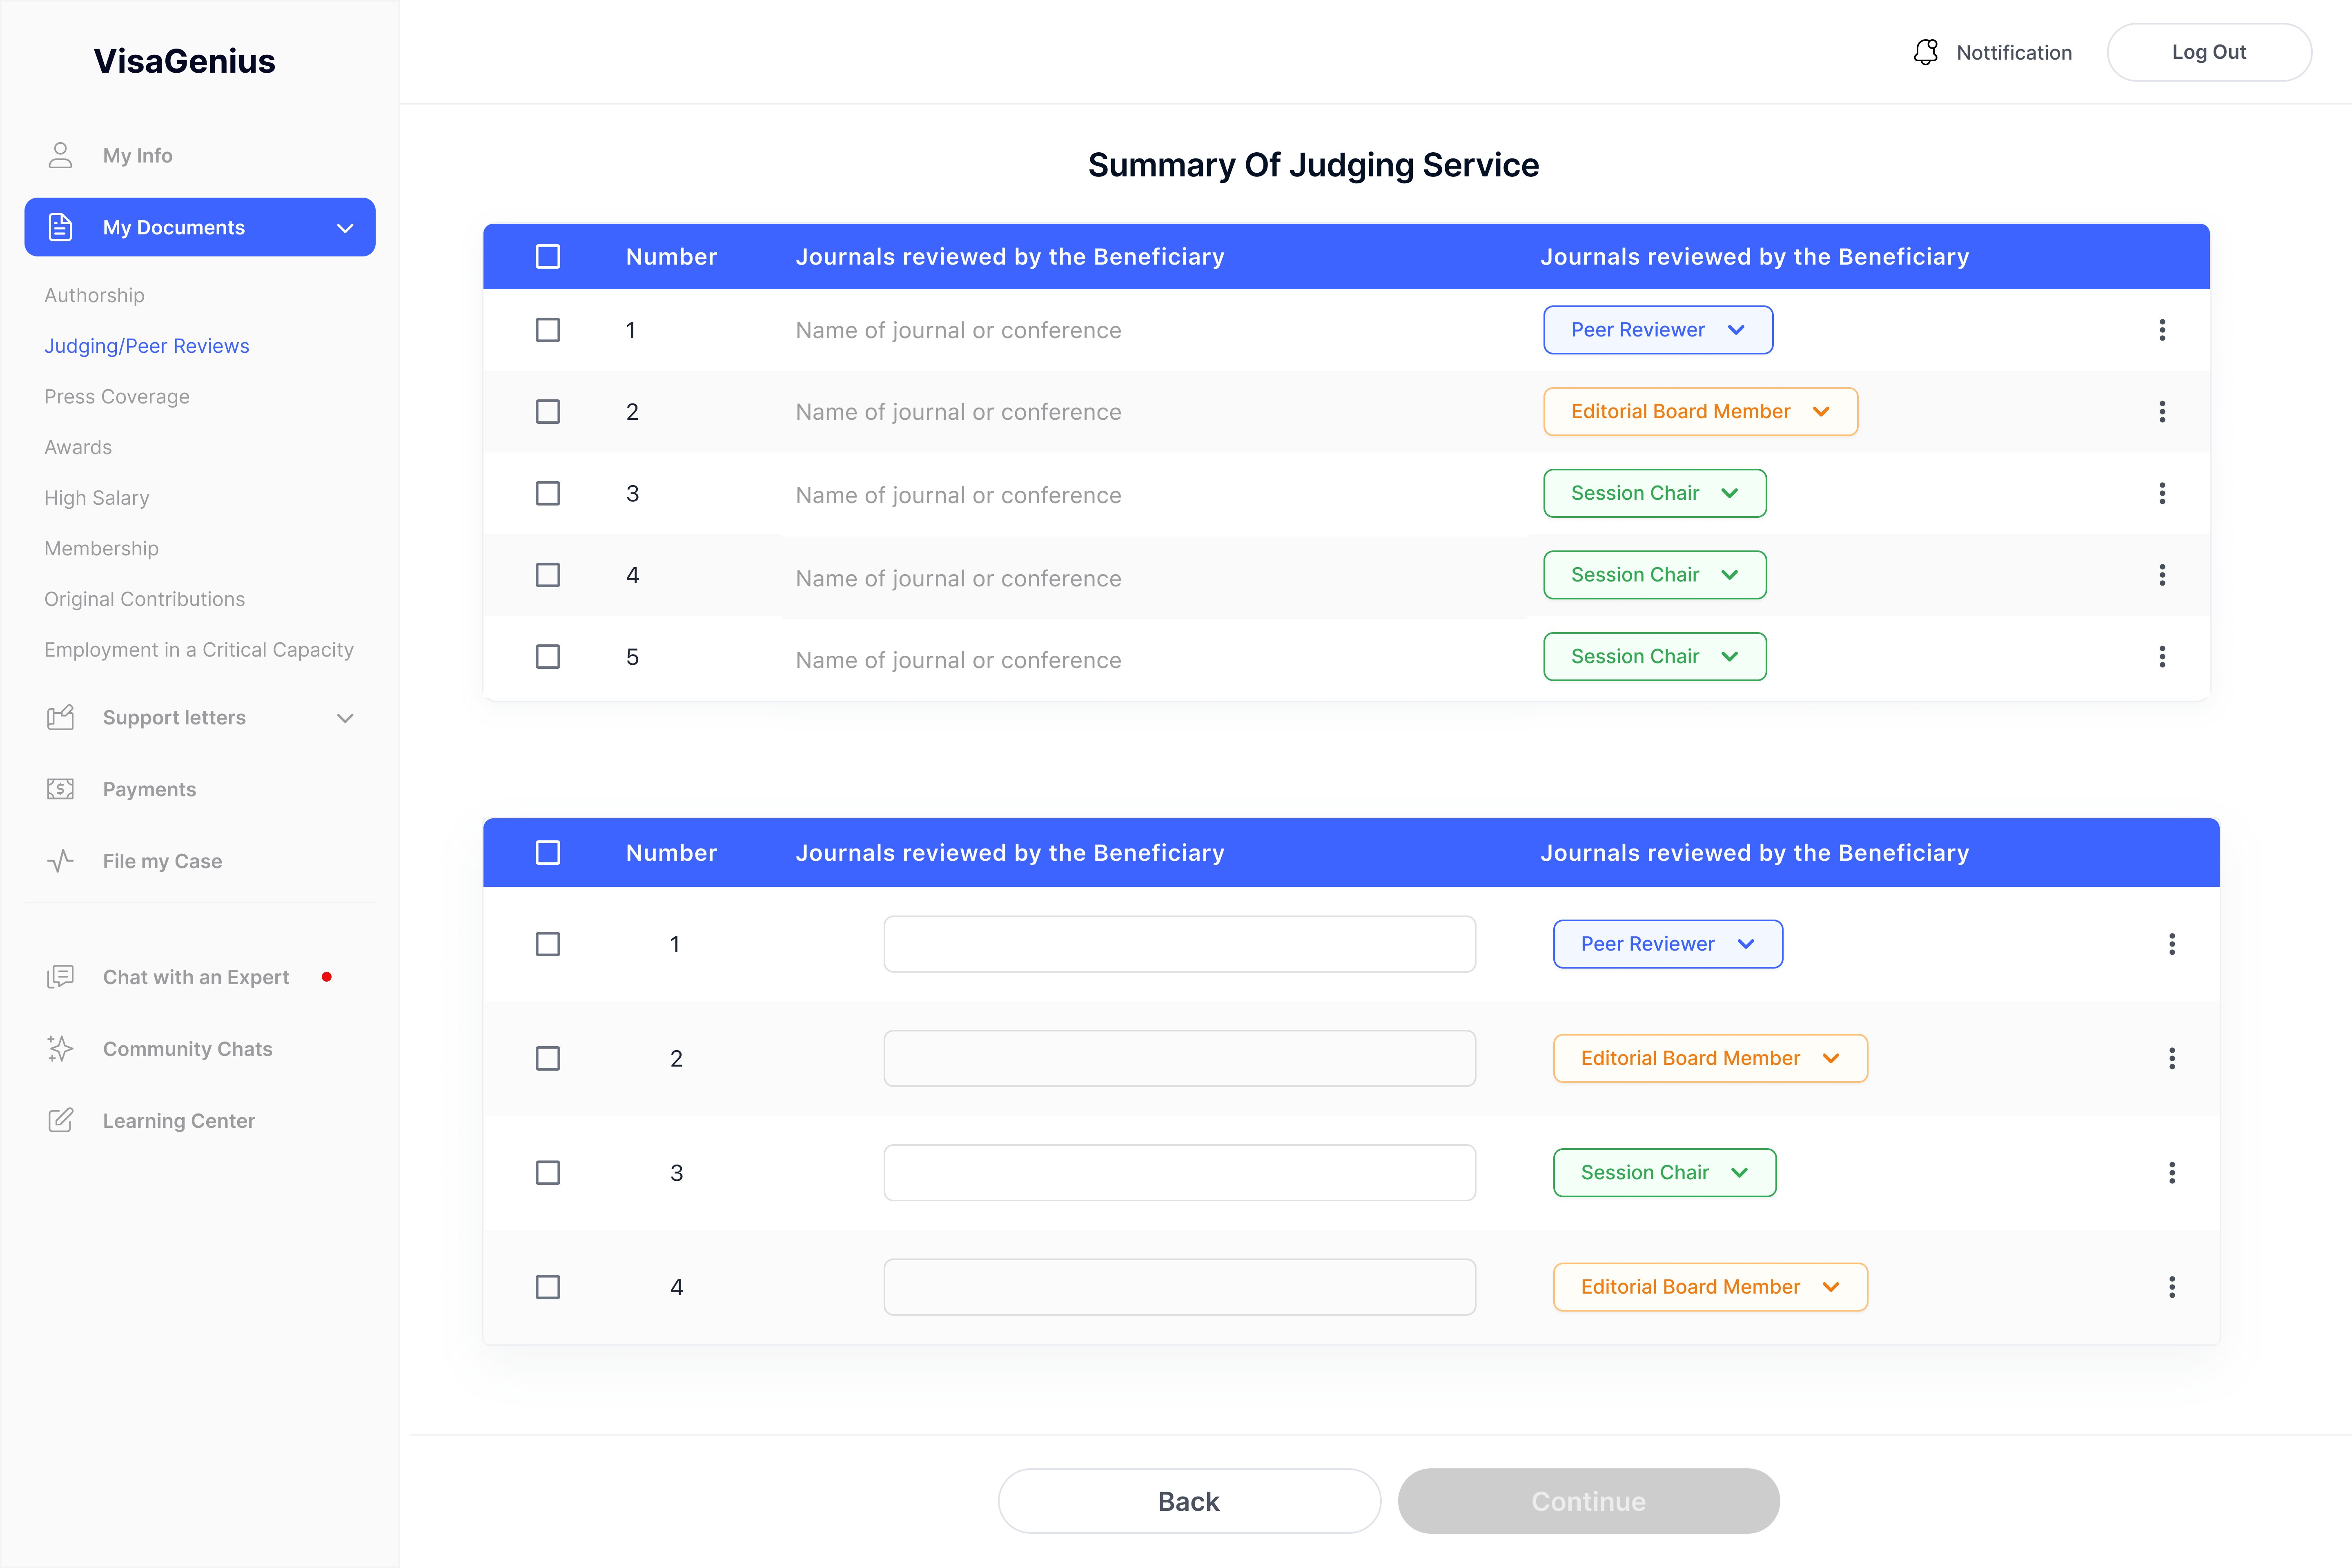 VisaGenius
Nottification
Log Out
My Info
My Documents
Authorship
Judging/Peer Reviews
Press Coverage
Awards
High Salary
Membership
Original Contributions
Employment in a Critical Capacity
Support letters
Payments
File my Case
Chat with an Expert
Community Chats
Learning Center
Summary Of Judging Service
Number Journals reviewed by the Beneficiary Journals reviewed by the Beneficiary
1 Name of journal or conference Peer Reviewer
2 Name of journal or conference Editorial Board Member
3 Name of journal or conference Session Chair
4 Name of journal or conference Session Chair
5 Name of journal or conference Session Chair
Number Journals reviewed by the Beneficiary Journals reviewed by the Beneficiary
1 Peer Reviewer
2 Editorial Board Member
3 Session Chair
4 Editorial Board Member
Back
Continue